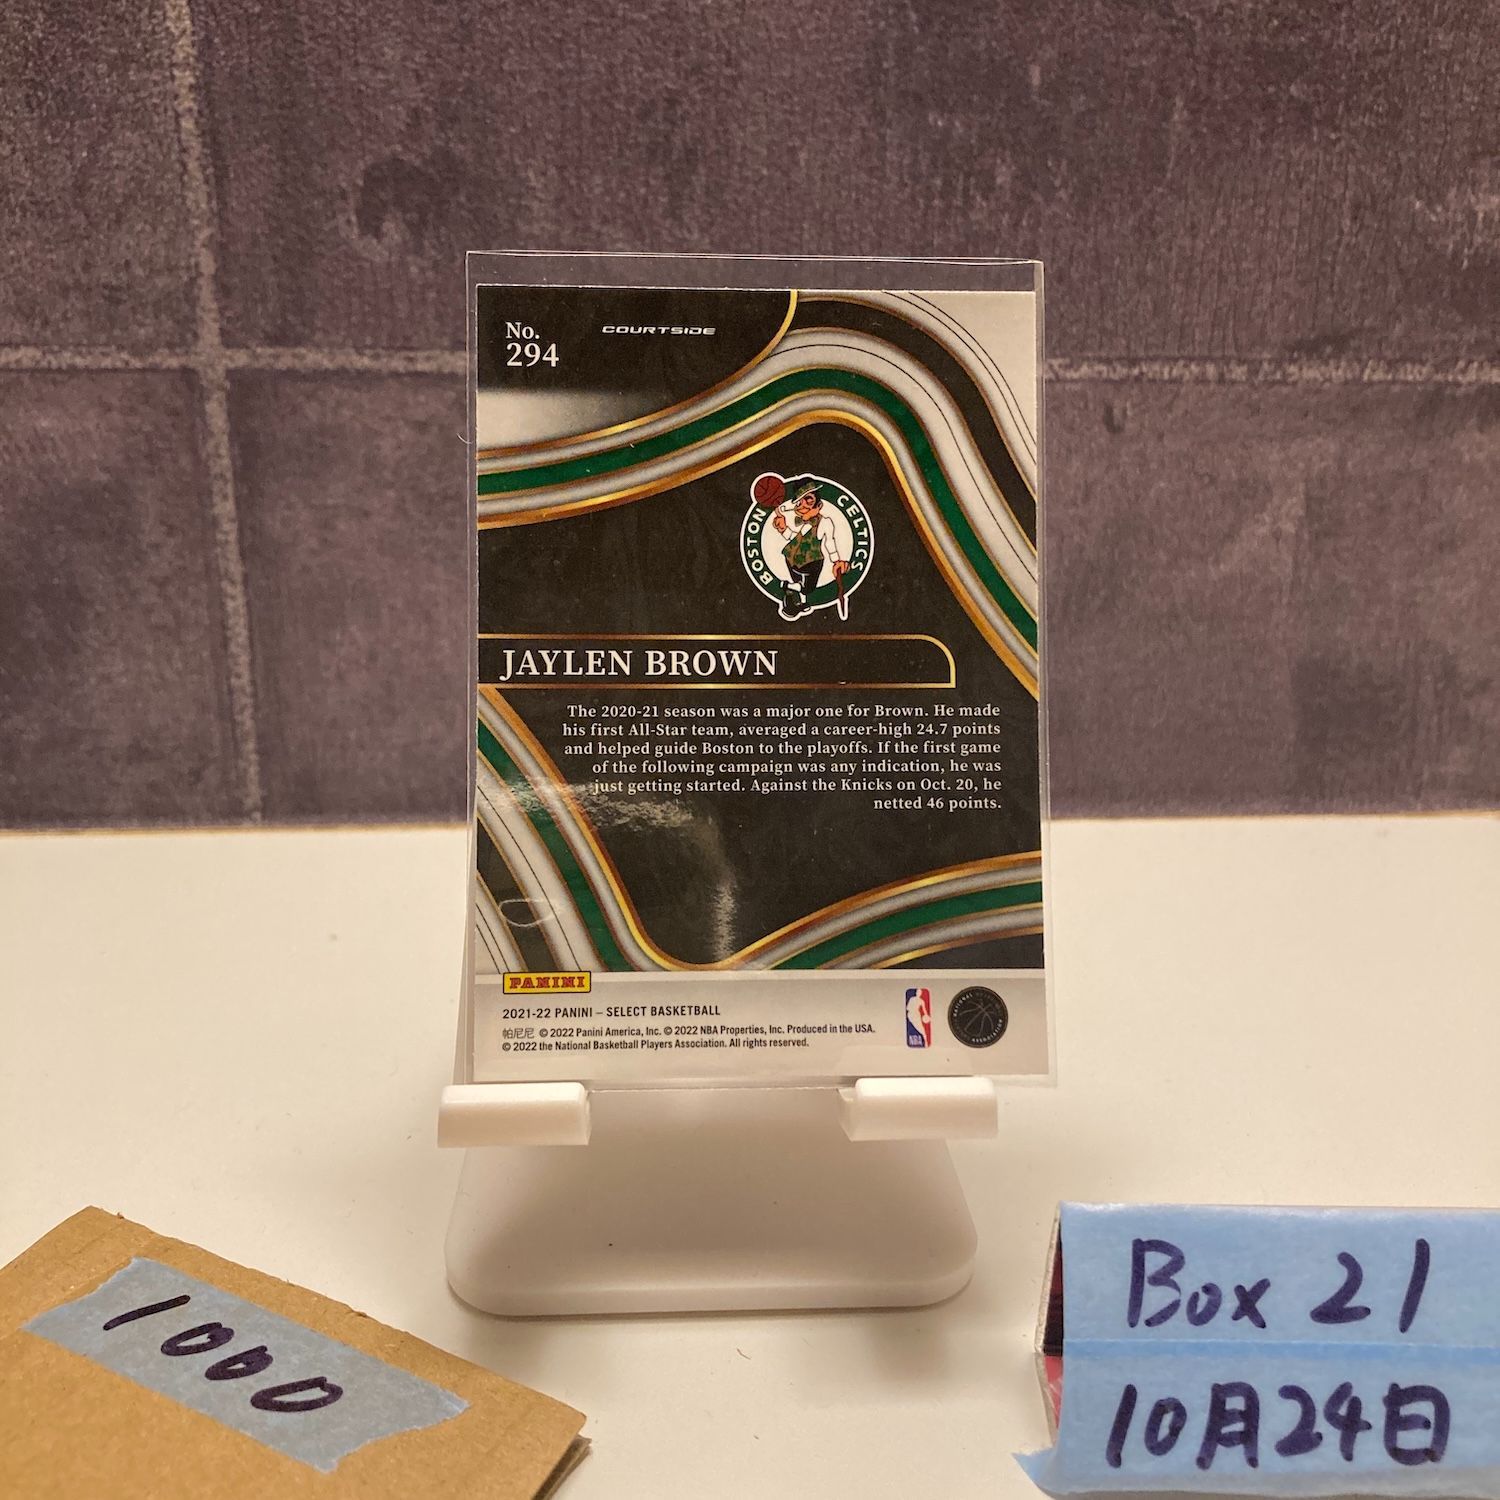 No.
294
COURTSIDE
BOSTON CELTICS
JAYLEN BROWN
The 2020-21 season was a major one for Brown. He made
his first All-Star team, averaged a career-high 24.7 points
and helped guide Boston to the playoffs. If the first game
of the following campaign was any indication, he was
just getting started. Against the Knicks on Oct. 20, he
netted 46 points.
PANINI
2021-22 PANINI – SELECT BASKETBALL
帕尼尼 © 2022 Panini America, Inc. © 2022 NBA Properties, Inc. Produced in the USA.
© 2022 the National Basketball Players Association. All rights reserved.
NBA
1000
Box 21
10月24日